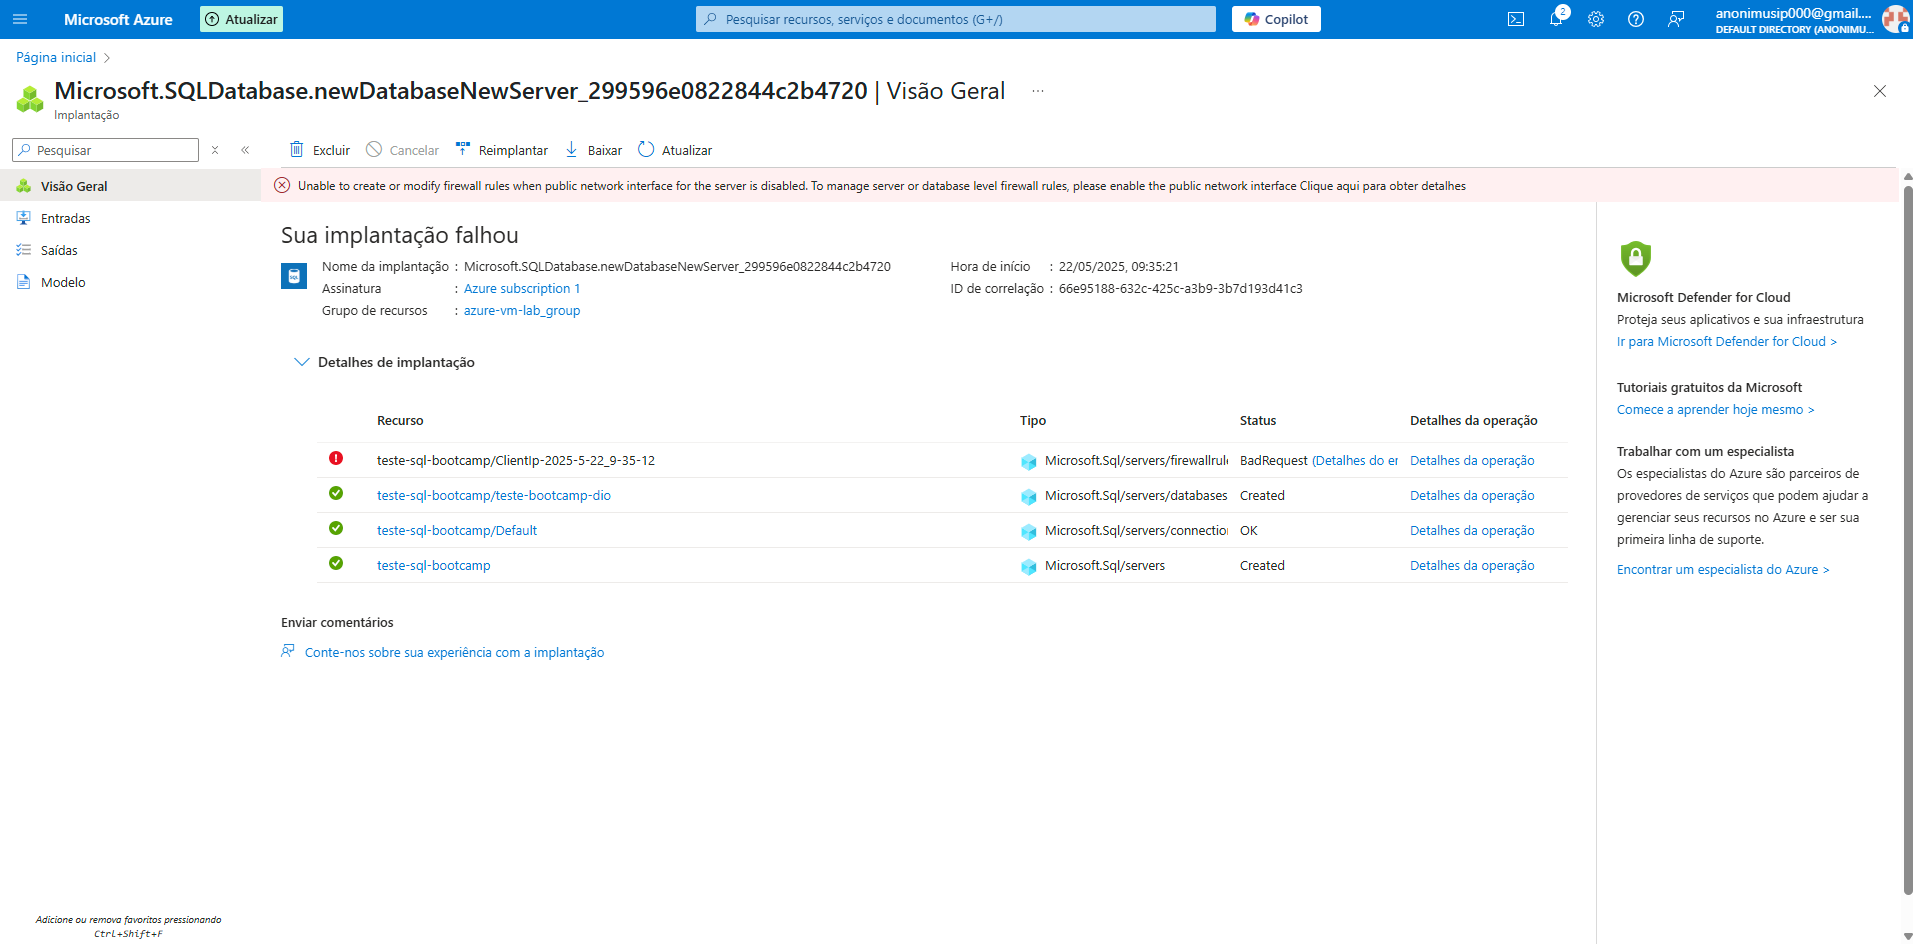 Microsoft Azure
Atualizar
Pesquisar recursos, serviços e documentos (G+/)
Copilot
2
anonimusip000@gmail....
DEFAULT DIRECTORY (ANONIMU...
Página inicial
Microsoft.SQLDatabase.newDatabaseNewServer_299596e0822844c2b4720 | Visão Geral ...
Implantação
Pesquisar
Excluir
Cancelar
Reimplantar
Baixar
Atualizar
Visão Geral
Entradas
Saídas
Modelo
Unable to create or modify firewall rules when public network interface for the server is disabled. To manage server or database level firewall rules, please enable the public network interface Clique aqui para obter detalhes
Sua implantação falhou
Nome da implantação : Microsoft.SQLDatabase.newDatabaseNewServer_299596e0822844c2b4720
Assinatura : Azure subscription 1
Grupo de recursos : azure-vm-lab_group
Hora de início : 22/05/2025, 09:35:21
ID de correlação : 66e95188-632c-425c-a3b9-3b7d193d41c3
Detalhes de implantação
Recurso Tipo Status Detalhes da operação
teste-sql-bootcamp/ClientIp-2025-5-22_9-35-12 Microsoft.Sql/servers/firewallrule BadRequest (Detalhes do er Detalhes da operação
teste-sql-bootcamp/teste-bootcamp-dio Microsoft.Sql/servers/databases Created Detalhes da operação
teste-sql-bootcamp/Default Microsoft.Sql/servers/connection OK Detalhes da operação
teste-sql-bootcamp Microsoft.Sql/servers Created Detalhes da operação
Enviar comentários
Conte-nos sobre sua experiência com a implantação
Microsoft Defender for Cloud
Proteja seus aplicativos e sua infraestrutura
Ir para Microsoft Defender for Cloud >
Tutoriais gratuitos da Microsoft
Comece a aprender hoje mesmo >
Trabalhar com um especialista
Os especialistas do Azure são parceiros de
provedores de serviços que podem ajudar a
gerenciar seus recursos no Azure e ser sua
primeira linha de suporte.
Encontrar um especialista do Azure >
Adicione ou remova favoritos pressionando
Ctrl+Shift+F